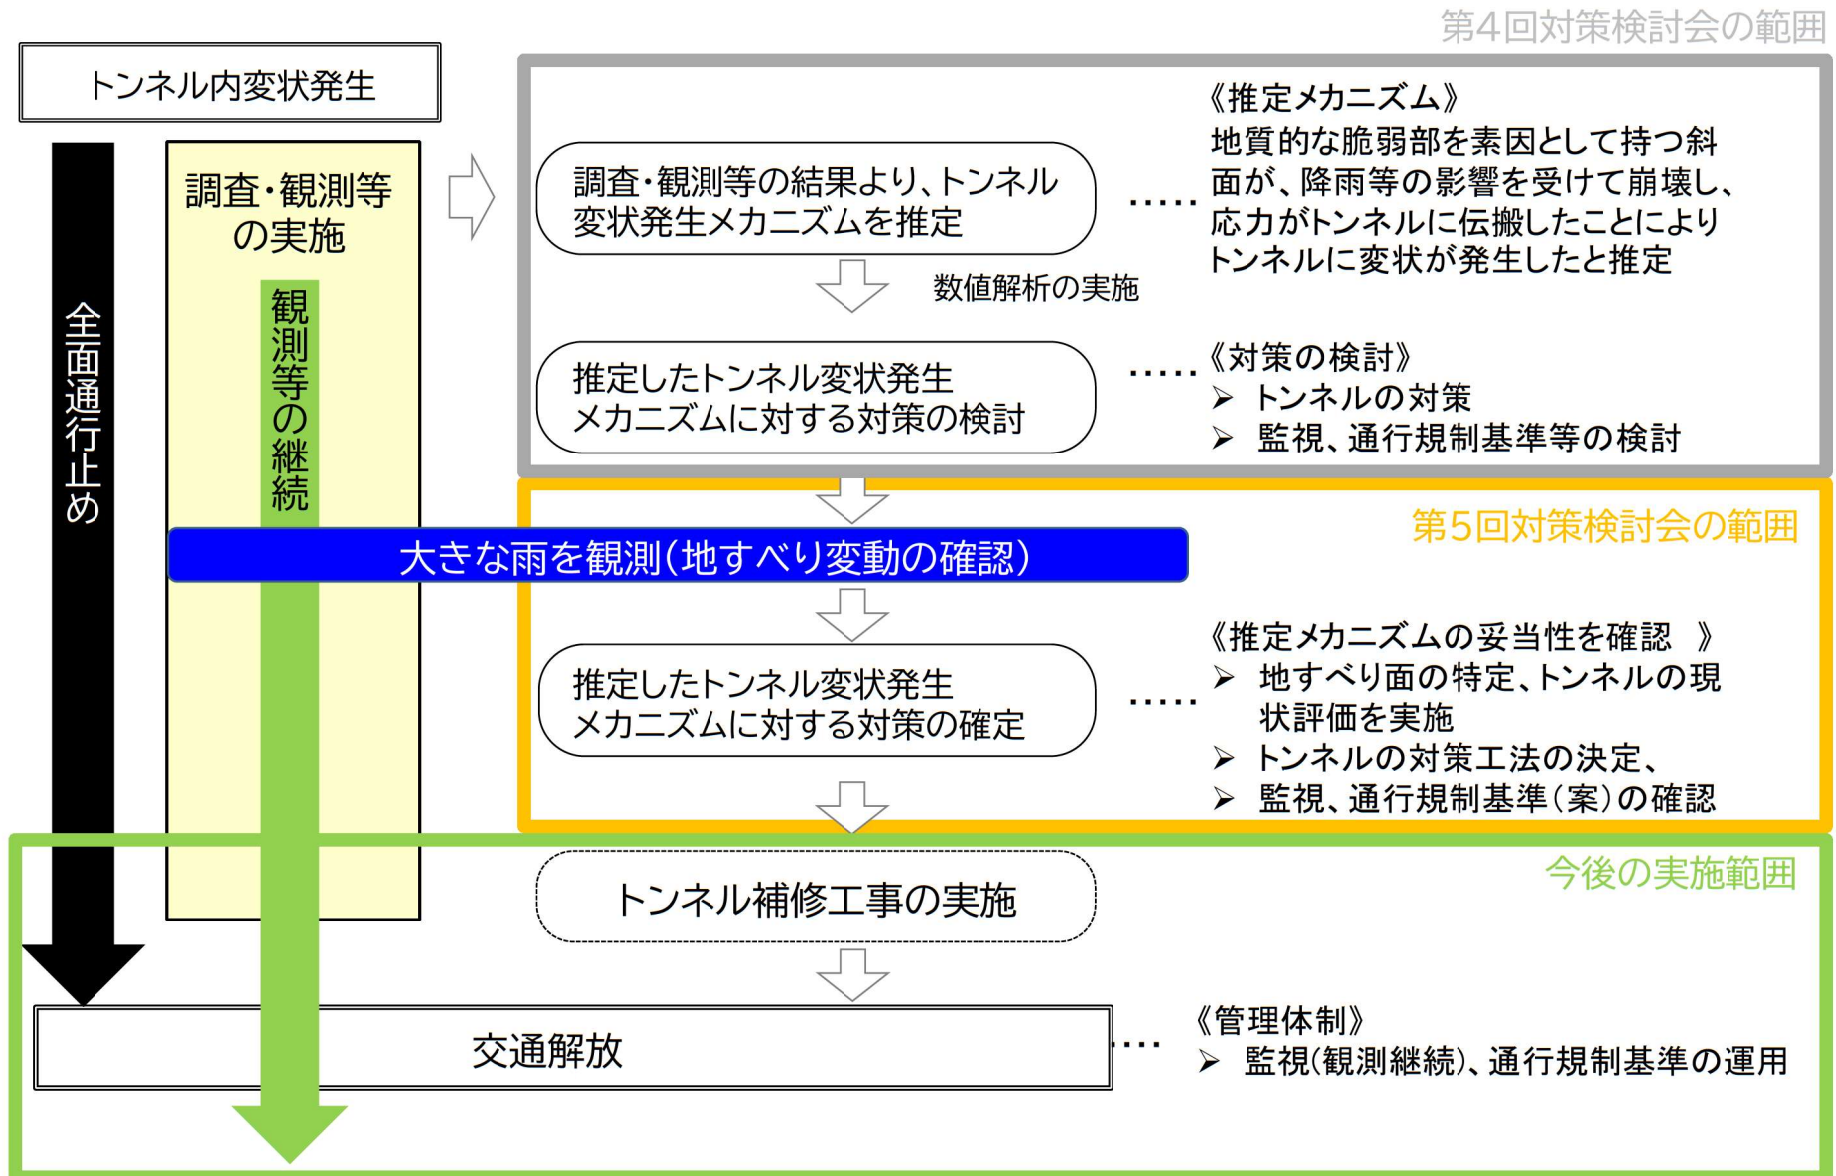 第4回対策検討会の範囲
トンネル内変状発生
全面通行止め
調査・観測等
の実施
観測等の継続
調査・観測等の結果より、トンネル
変状発生メカニズムを推定
《推定メカニズム》
地質的な脆弱部を素因として持つ斜
面が、降雨等の影響を受けて崩壊し、
応力がトンネルに伝搬したことにより
トンネルに変状が発生したと推定
数値解析の実施
推定したトンネル変状発生
メカニズムに対する対策の検討
《対策の検討》
➢ トンネルの対策
➢ 監視、通行規制基準等の検討
第5回対策検討会の範囲
大きな雨を観測(地すべり変動の確認)
推定したトンネル変状発生
メカニズムに対する対策の確定
《推定メカニズムの妥当性を確認　》
➢ 地すべり面の特定、トンネルの現
状評価を実施
➢ トンネルの対策工法の決定、
➢ 監視、通行規制基準(案)の確認
今後の実施範囲
トンネル補修工事の実施
交通解放
《管理体制》
➢ 監視(観測継続)、通行規制基準の運用